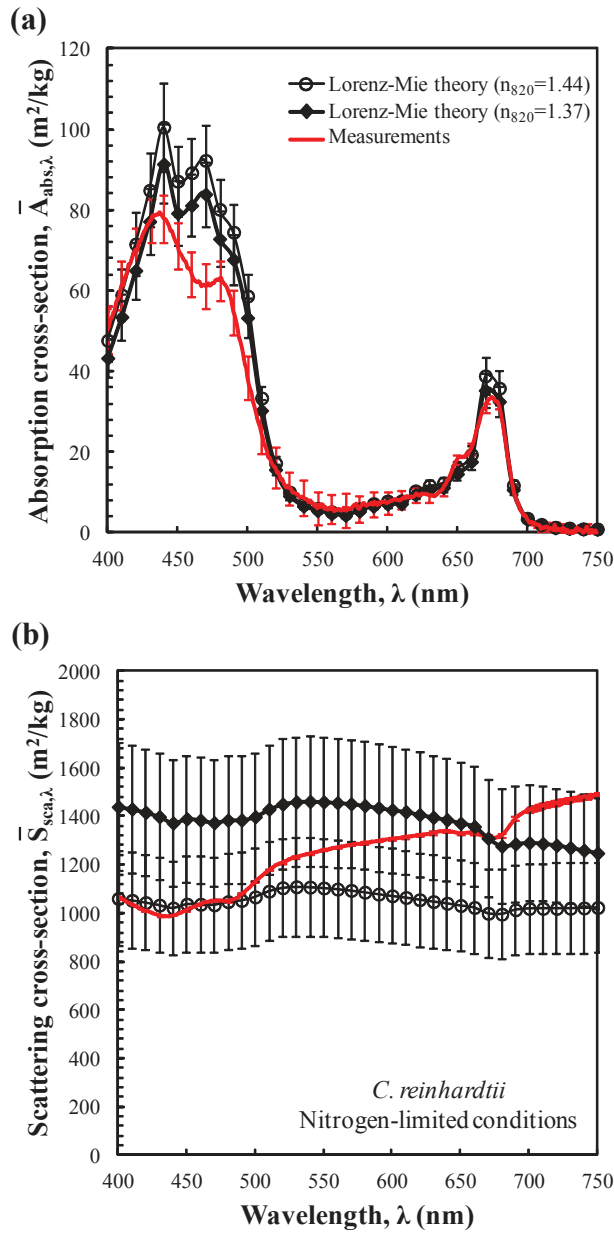 (a)
120
100
80
60
40
20
0
Absorption cross-section, A̅abs,λ (m²/kg)
Lorenz-Mie theory (n820=1.44)
Lorenz-Mie theory (n820=1.37)
Measurements
400 450 500 550 600 650 700 750
Wavelength, λ (nm)
(b)
2000
1800
1600
1400
1200
1000
800
600
400
200
0
Scattering cross-section, S̅sca,λ (m²/kg)
C. reinhardtii
Nitrogen-limited conditions
400 450 500 550 600 650 700 750
Wavelength, λ (nm)